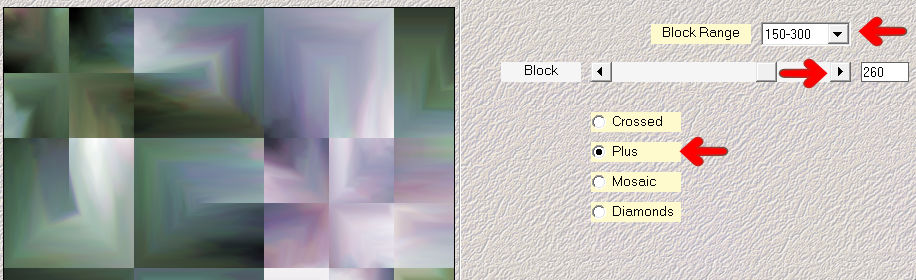 Block Range 150-300
Block 260
Crossed
Plus
Mosaic
Diamonds